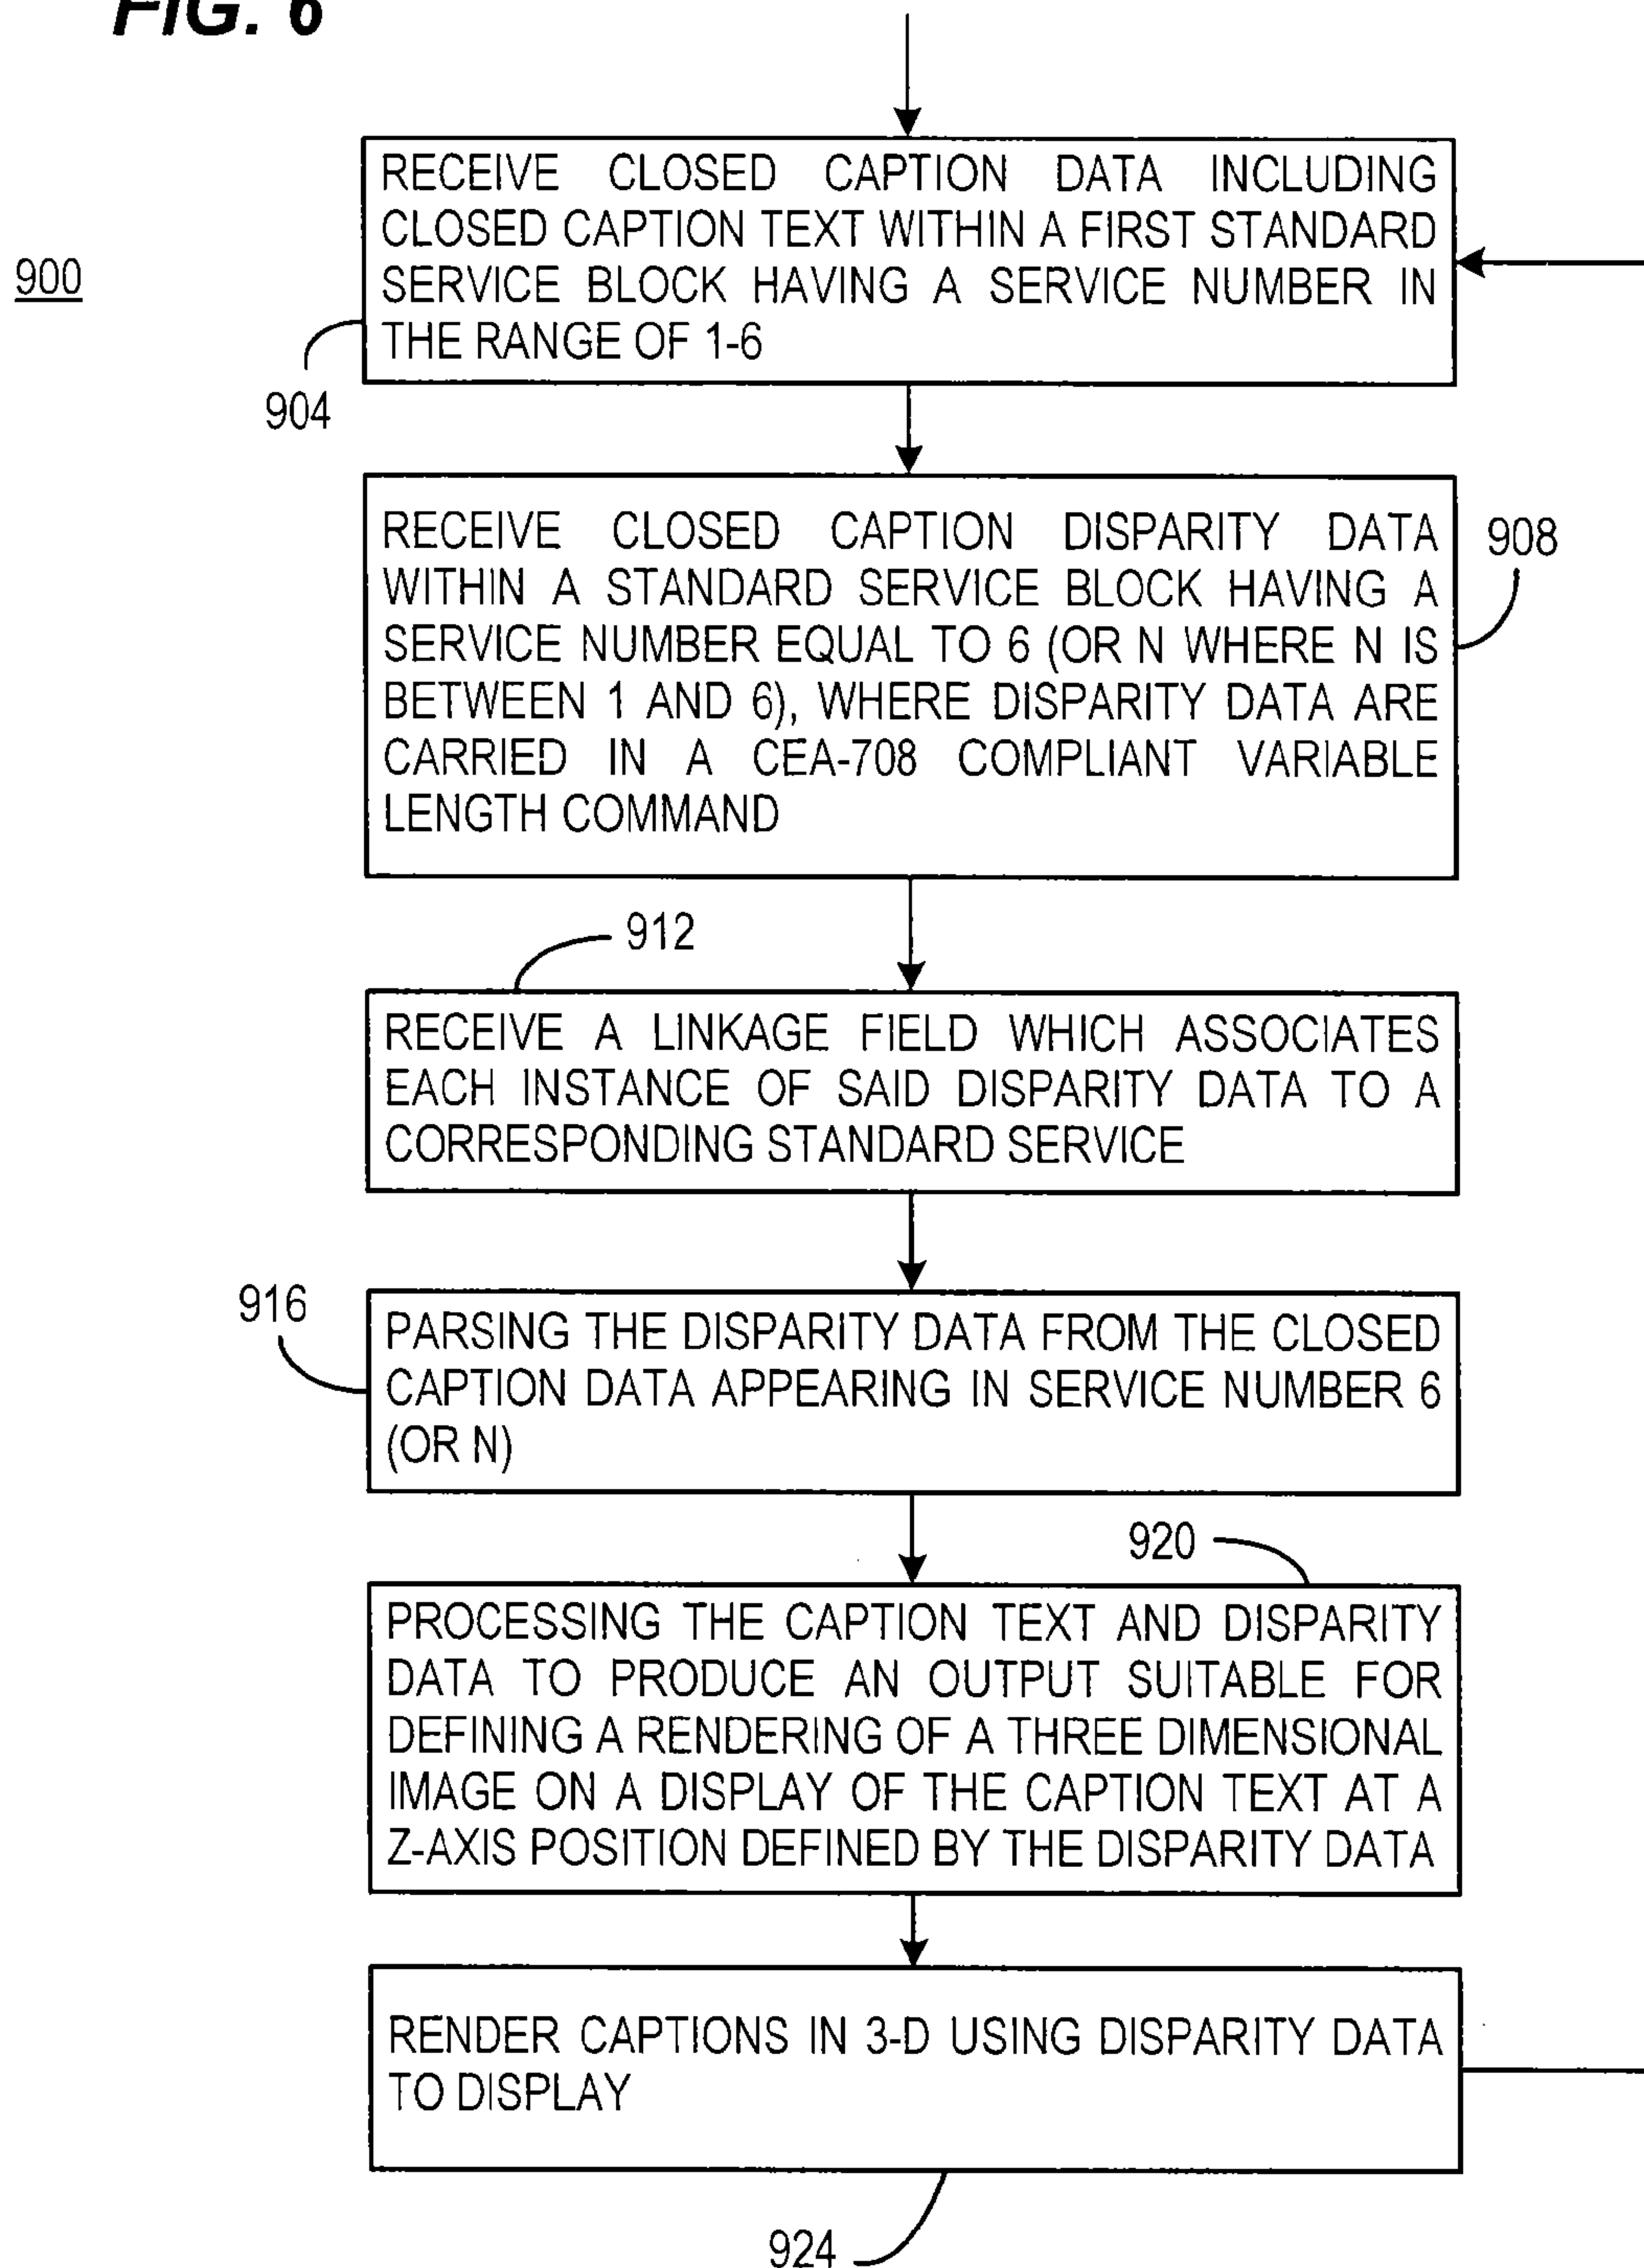 FIG. 6
900
RECEIVE CLOSED CAPTION DATA INCLUDING
CLOSED CAPTION TEXT WITHIN A FIRST STANDARD
SERVICE BLOCK HAVING A SERVICE NUMBER IN
THE RANGE OF 1-6
904
RECEIVE CLOSED CAPTION DISPARITY DATA
WITHIN A STANDARD SERVICE BLOCK HAVING A
SERVICE NUMBER EQUAL TO 6 (OR N WHERE N IS
BETWEEN 1 AND 6), WHERE DISPARITY DATA ARE
CARRIED IN A CEA-708 COMPLIANT VARIABLE
LENGTH COMMAND
908
912
RECEIVE A LINKAGE FIELD WHICH ASSOCIATES
EACH INSTANCE OF SAID DISPARITY DATA TO A
CORRESPONDING STANDARD SERVICE
916
PARSING THE DISPARITY DATA FROM THE CLOSED
CAPTION DATA APPEARING IN SERVICE NUMBER 6
(OR N)
920
PROCESSING THE CAPTION TEXT AND DISPARITY
DATA TO PRODUCE AN OUTPUT SUITABLE FOR
DEFINING A RENDERING OF A THREE DIMENSIONAL
IMAGE ON A DISPLAY OF THE CAPTION TEXT AT A
Z-AXIS POSITION DEFINED BY THE DISPARITY DATA
RENDER CAPTIONS IN 3-D USING DISPARITY DATA
TO DISPLAY
924